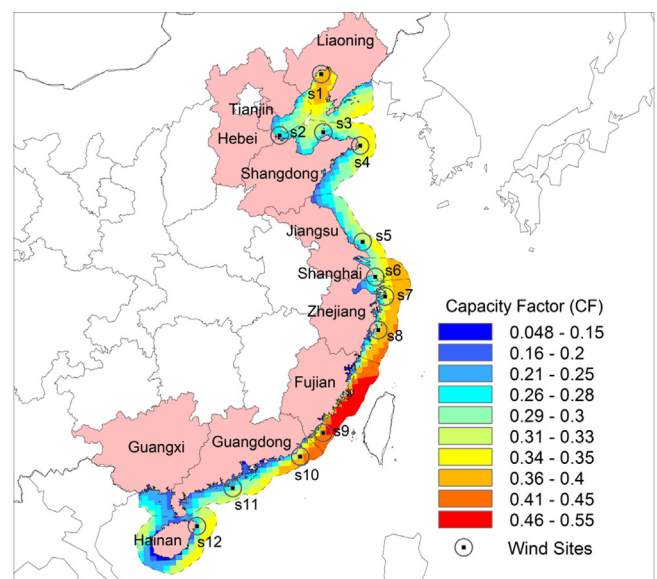 Liaoning
s1
Tianjin
s2
s3
Hebei
s4
Shangdong
Jiangsu
s5
Shanghai
s6
s7
Zhejiang
s8
Capacity Factor (CF)
0.048 - 0.15
0.16 - 0.2
0.21 - 0.25
0.26 - 0.28
0.29 - 0.3
0.31 - 0.33
0.34 - 0.35
0.36 - 0.4
0.41 - 0.45
0.46 - 0.55
Wind Sites
Fujian
s9
Guangxi
Guangdong
s10
s11
Hainan
s12